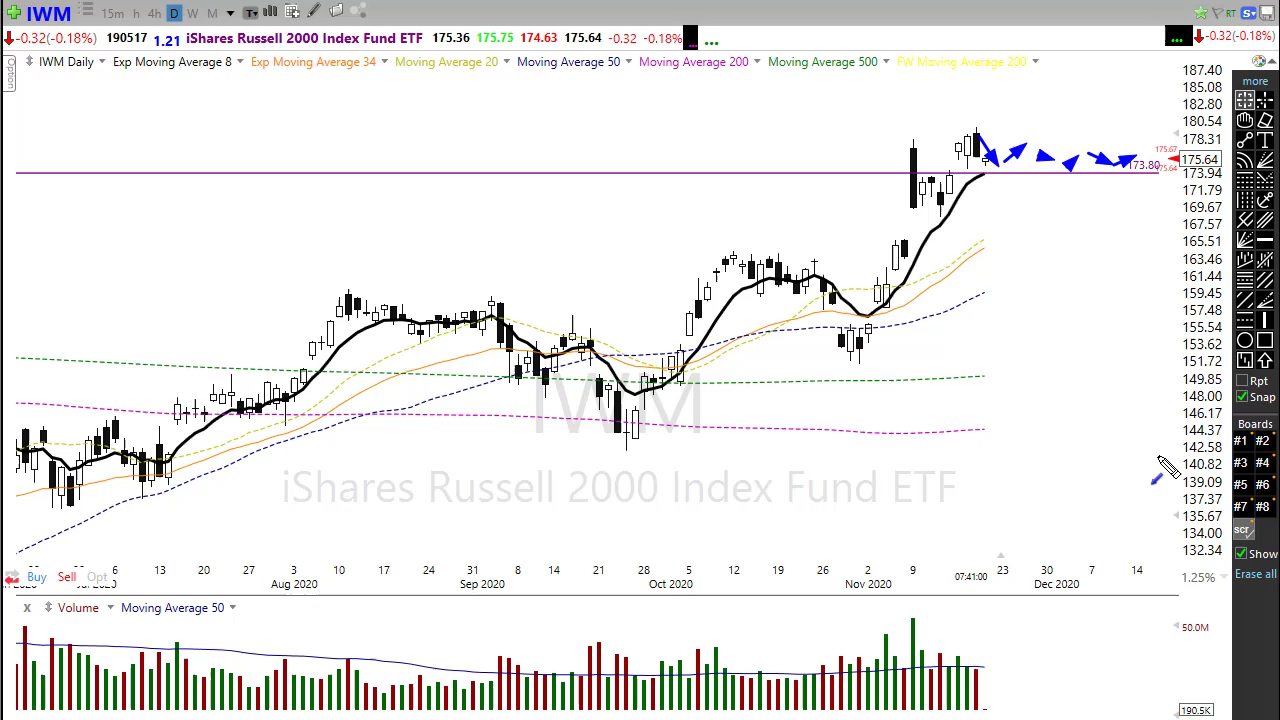 IWM 15m h 4h D W M T RT S
-0.32(-0.18%) 190517 1.21 iShares Russell 2000 Index Fund ETF 175.36 175.75 174.63 175.64 -0.32 -0.18% ... ... -0.32(-0.18%)
Option
IWM Daily Exp Moving Average 8 Exp Moving Average 34 Moving Average 20 Moving Average 50 Moving Average 200 Moving Average 500 FW Moving Average 200
187.40
185.08
182.80
180.54
178.31
175.67
175.64
173.80
175.64
173.94
171.79
169.67
167.57
165.51
163.46
161.44
159.45
157.48
155.54
153.62
151.72
149.85
148.00
146.17
144.37
142.58
140.82
139.09
137.37
135.67
134.00
132.34
more
T
Rpt
Snap
Boards
#1 #2
#3 #4
#5 #6
#7 #8
scr
Show
Erase all
IWM
iShares Russell 2000 Index Fund ETF
6 13 20 27 10 17 24 31 8 14 21 28 5 12 19 26 2 9 23 30 7 14
Buy Sell Opt Aug 2020 Sep 2020 Oct 2020 Nov 2020 07:41:00 Dec 2020 1.25%
x Volume Moving Average 50
50.0M
190.5K